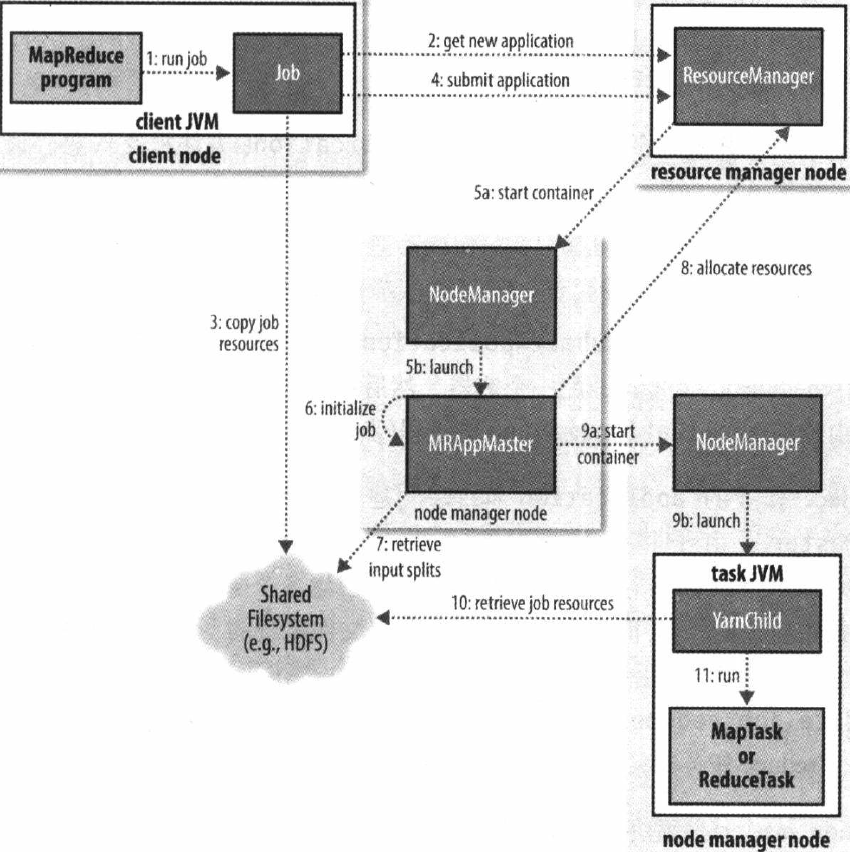 MapReduce
program
1: run job
Job
client JVM
client node
2: get new application
4: submit application
ResourceManager
resource manager node
5a: start container
8: allocate resources
NodeManager
3: copy job
resources
5b: launch
6: initialize
job
MRAppMaster
9a: start
container
NodeManager
node manager node
7: retrieve
input splits
9b: launch
task JVM
Shared
Filesystem
(e.g., HDFS)
10: retrieve job resources
YarnChild
11: run
MapTask
or
ReduceTask
node manager node